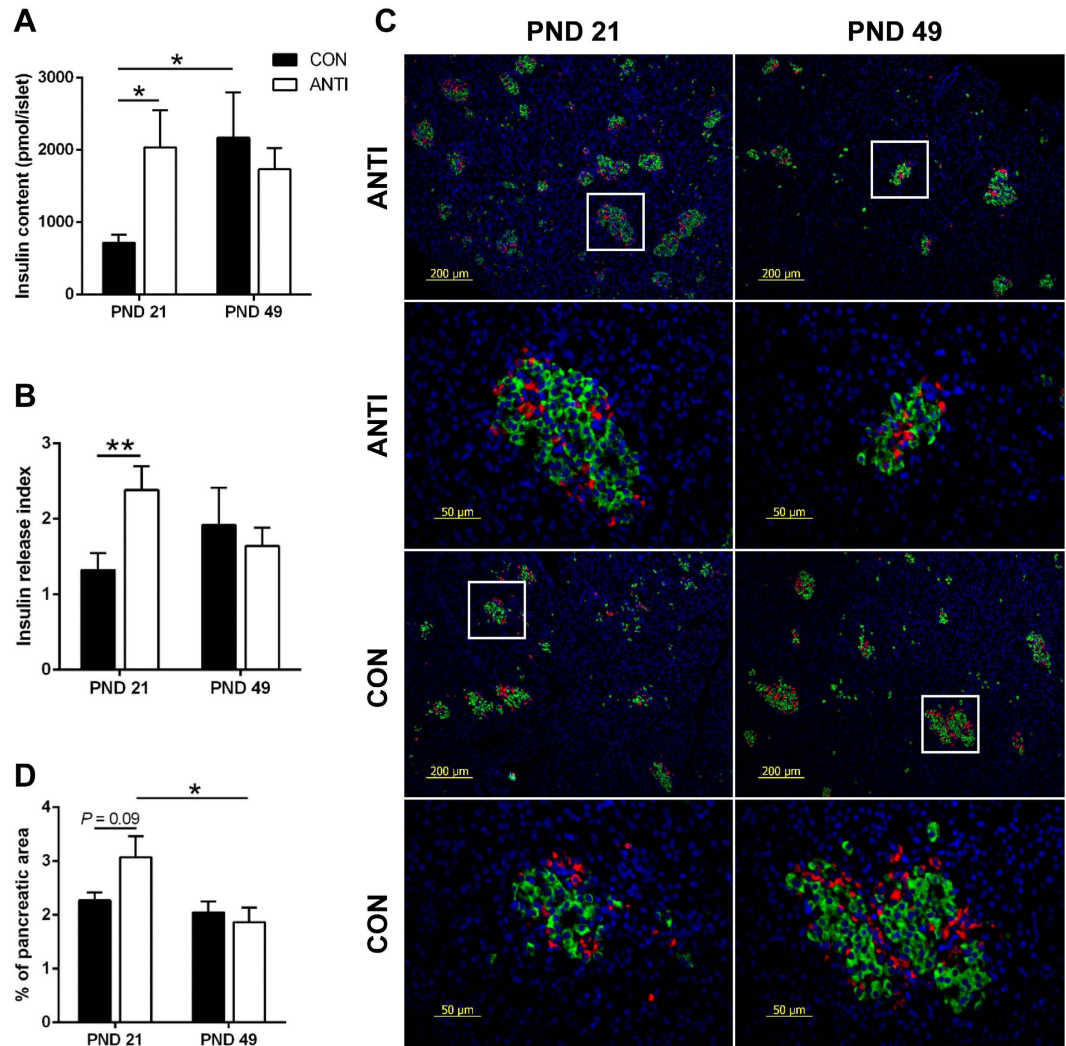 A
CON
ANTI
Insulin content (pmol/islet)
3000
2000
1000
0
*
*
PND 21
PND 49
B
Insulin release index
3
2
1
0
**
PND 21
PND 49
D
% of pancreatic area
4
3
2
1
0
P = 0.09
*
PND 21
PND 49
C
PND 21
PND 49
ANTI
200 µm
200 µm
ANTI
50 µm
50 µm
CON
200 µm
200 µm
CON
50 µm
50 µm